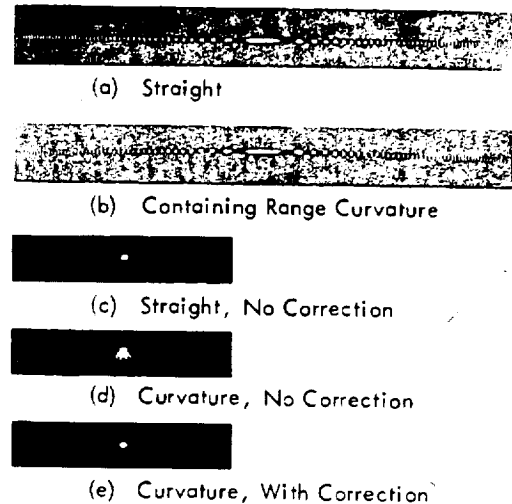 (a) Straight
(b) Containing Range Curvature
(c) Straight, No Correction
(d) Curvature, No Correction
(e) Curvature, With Correction